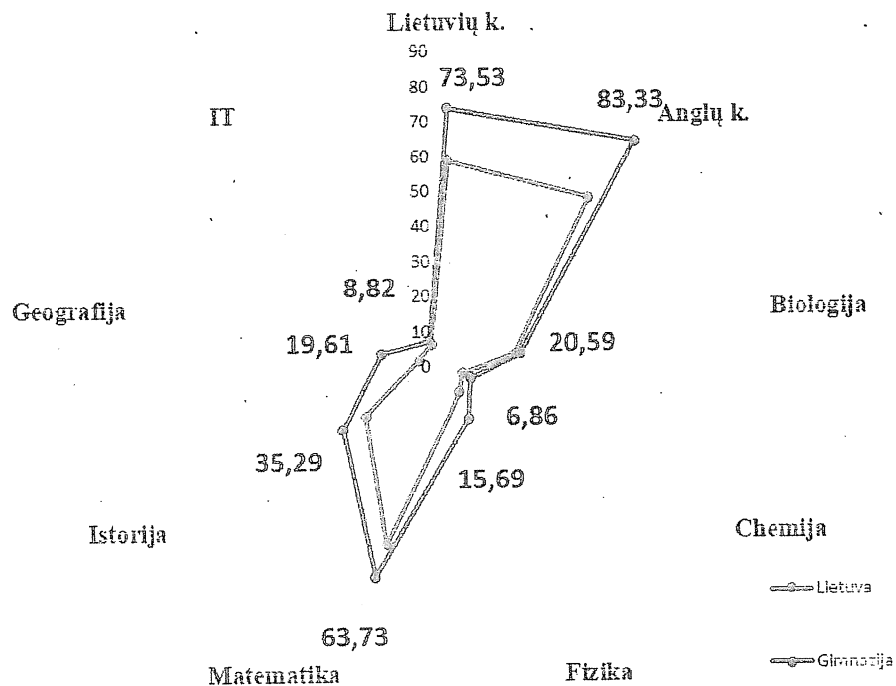 Lietuvių k.
90
80
70
60
50
40
30
20
10
0
73,53
83,33
Anglų k.
IT
8,82
Geografija
Biologija
19,61
20,59
6,86
35,29
15,69
Istorija
Chemija
Lietuva
63,73
Gimnazija
Matematika
Fizika